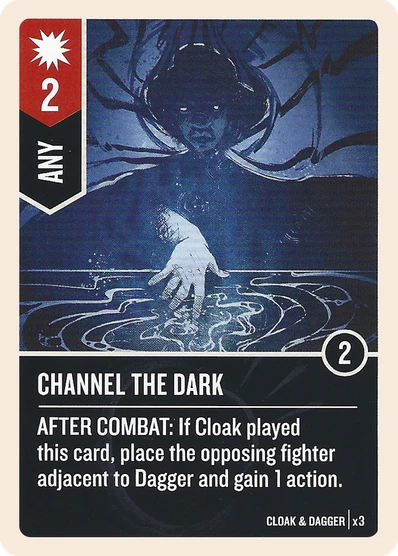 2
ANY
2
CHANNEL THE DARK
AFTER COMBAT: If Cloak played
this card, place the opposing fighter
adjacent to Dagger and gain 1 action.
CLOAK & DAGGER | x3